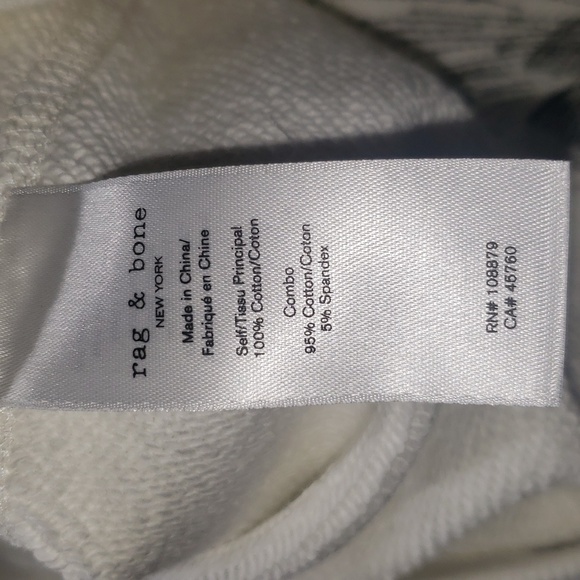 rag & bone
NEW YORK
Made in China/
Fabriqué en Chine
Self/Tissu Principal
100% Cotton/Coton
Combo
95% Cotton/Coton
5% Spandex
RN# 108879
CA# 46760